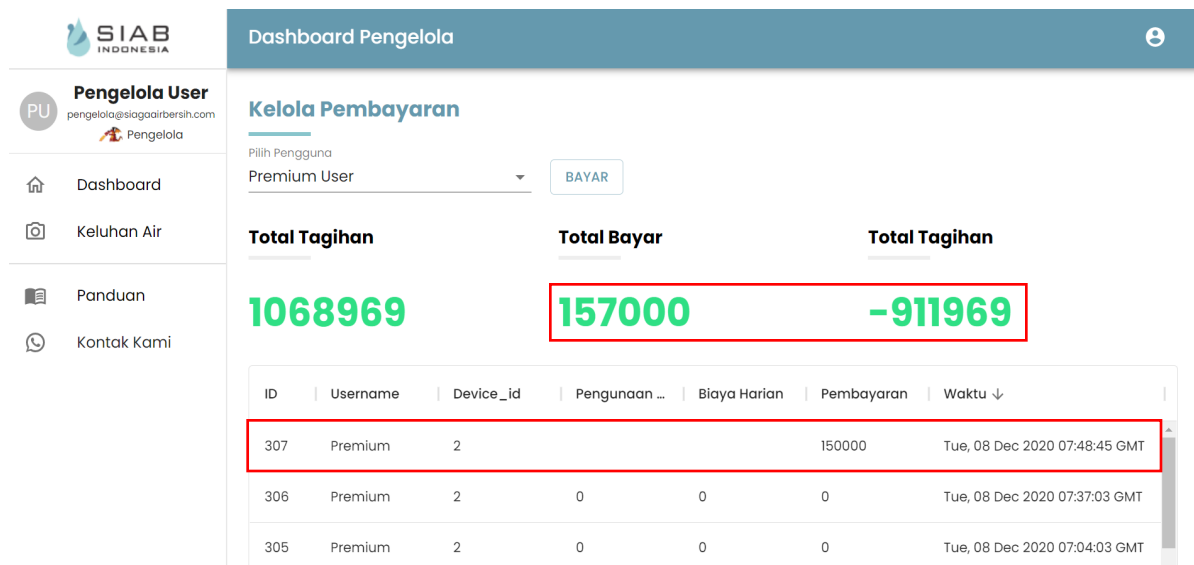 SIAB
INDONESIA
Dashboard Pengelola
PU
Pengelola User
pengelola@siagaairbersih.com
Pengelola
Dashboard
Keluhan Air
Panduan
Kontak Kami
Kelola Pembayaran
Pilih Pengguna
Premium User
BAYAR
Total Tagihan Total Bayar Total Tagihan
1068969 157000 -911969
ID Username Device_id Pengunaan ... Biaya Harian Pembayaran Waktu
307 Premium 2 150000 Tue, 08 Dec 2020 07:48:45 GMT
306 Premium 2 0 0 0 Tue, 08 Dec 2020 07:37:03 GMT
305 Premium 2 0 0 0 Tue, 08 Dec 2020 07:04:03 GMT